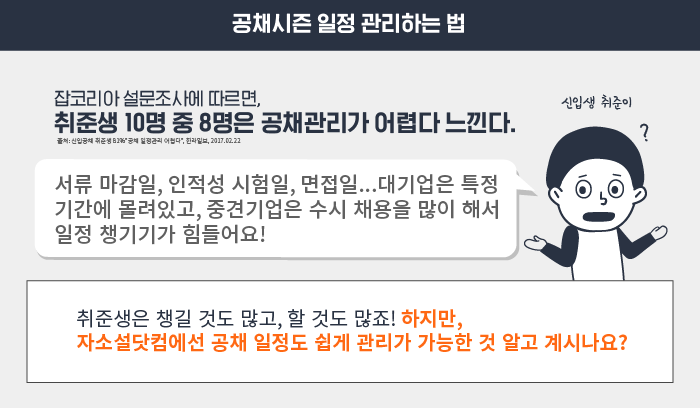 공채시즌 일정 관리하는 법
잡코리아 설문조사에 따르면,
취준생 10명 중 8명은 공채관리가 어렵다 느낀다.
출처: 신입공채 취준생 81% "공채 일정관리 어렵다", 한라일보, 2017.02.22
신입생 취준이
?
서류 마감일, 인적성 시험일, 면접일...대기업은 특정
기간에 몰려있고, 중견기업은 수시 채용을 많이 해서
일정 챙기기가 힘들어요!
취준생은 챙길 것도 많고, 할 것도 많죠! 하지만,
자소설닷컴에선 공채 일정도 쉽게 관리가 가능한 것 알고 계시나요?